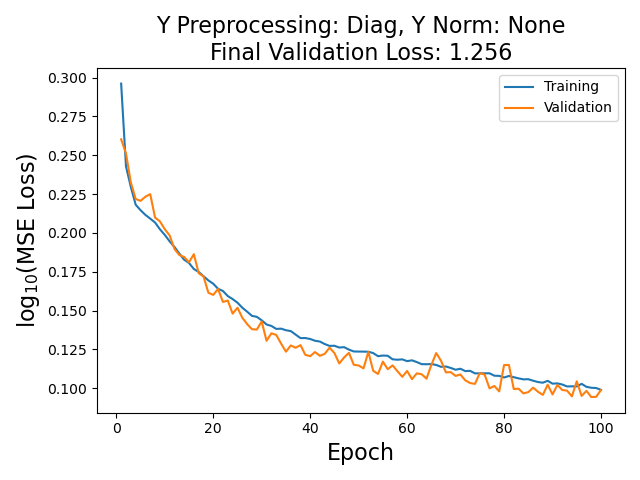 Y Preprocessing: Diag, Y Norm: None
Final Validation Loss: 1.256
Training
Validation
log₁₀(MSE Loss)
0.300
0.275
0.250
0.225
0.200
0.175
0.150
0.125
0.100
0 20 40 60 80 100
Epoch